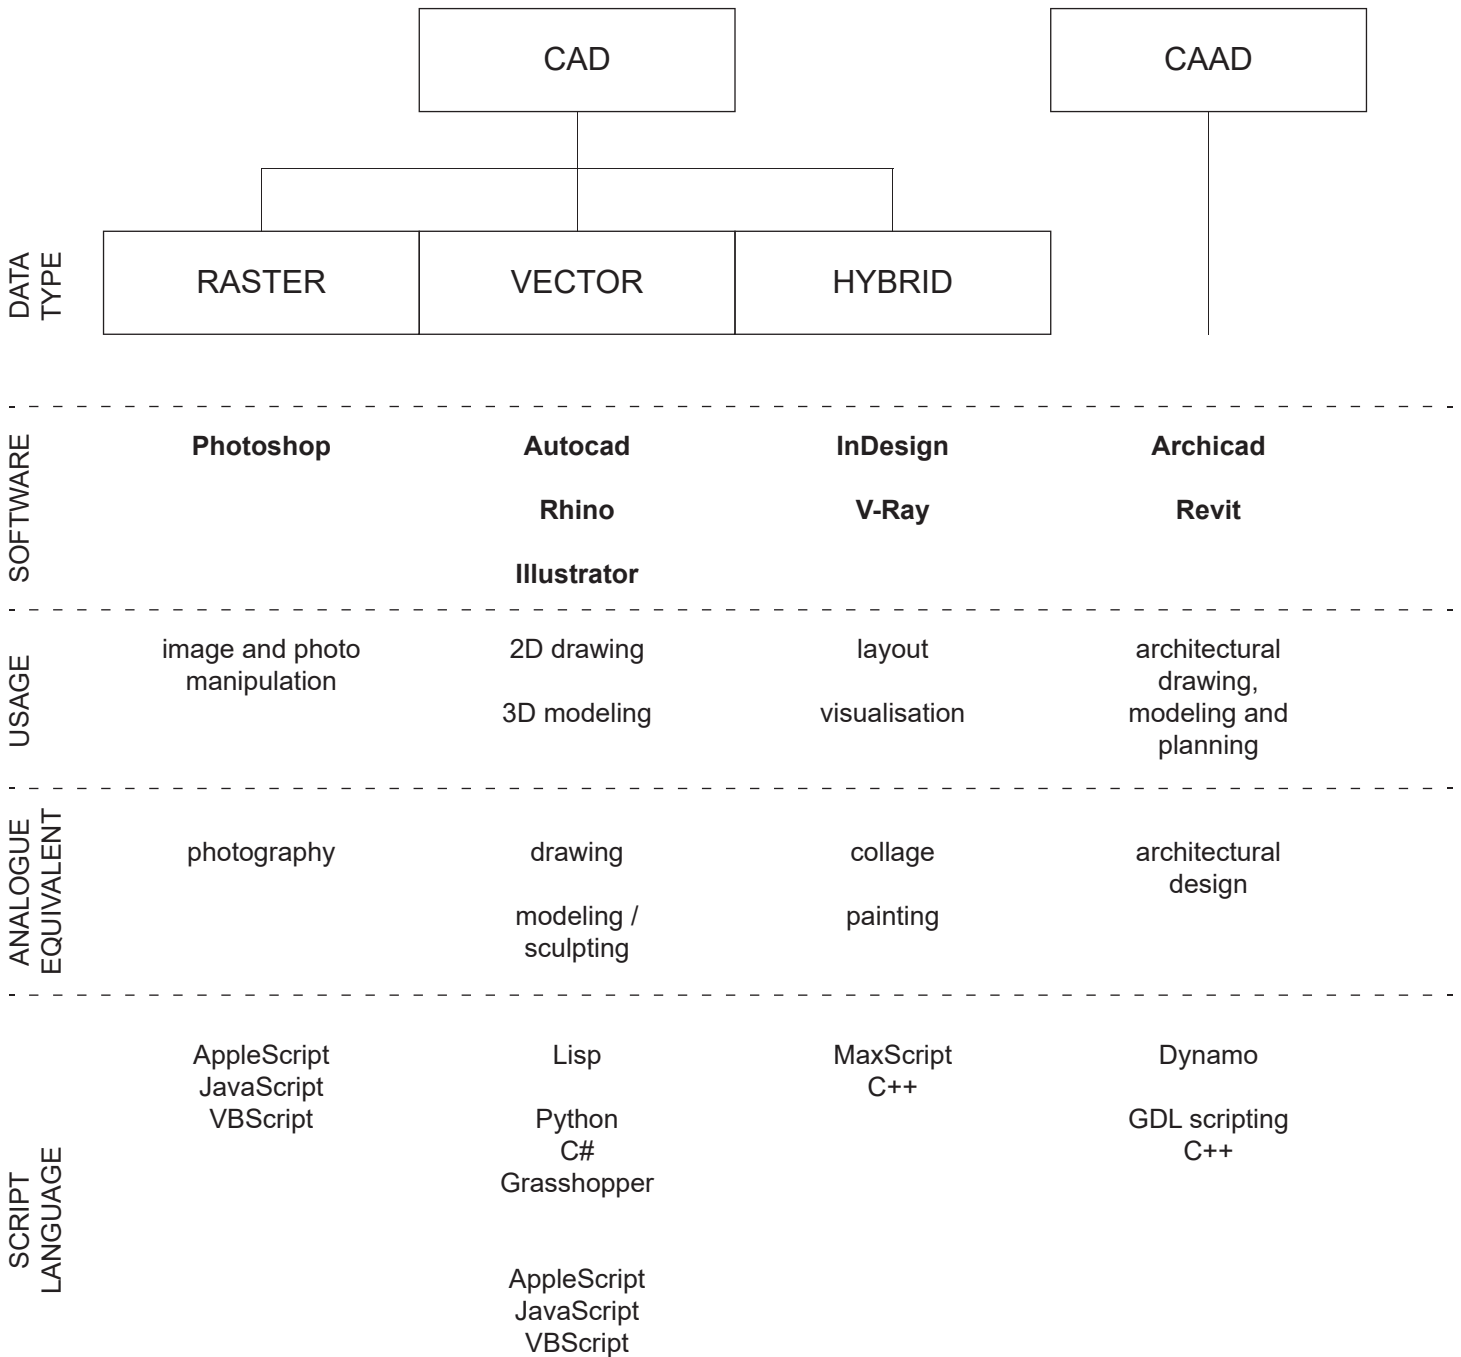 CAD
CAAD
DATA
TYPE
RASTER
VECTOR
HYBRID
SOFTWARE
Photoshop
Autocad
Rhino
Illustrator
InDesign
V-Ray
Archicad
Revit
USAGE
image and photo
manipulation
2D drawing
3D modeling
layout
visualisation
architectural
drawing,
modeling and
planning
ANALOGUE
EQUIVALENT
photography
drawing
modeling /
sculpting
collage
painting
architectural
design
SCRIPT
LANGUAGE
AppleScript
JavaScript
VBScript
Lisp
Python
C#
Grasshopper
AppleScript
JavaScript
VBScript
MaxScript
C++
Dynamo
GDL scripting
C++